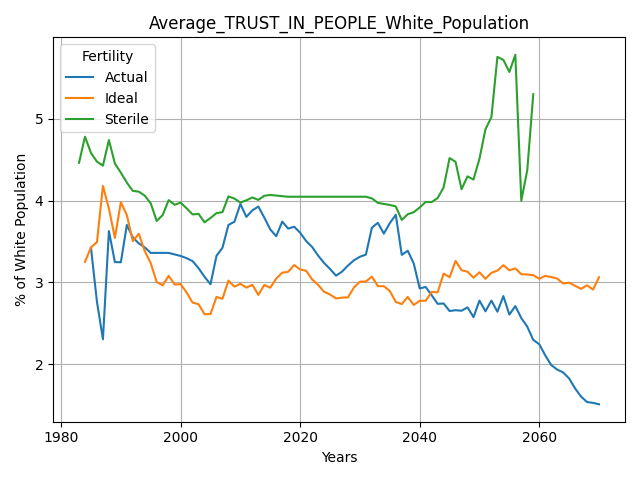 Average_TRUST_IN_PEOPLE_White_Population
Fertility
Actual
Ideal
Sterile
% of White Population
5
4
3
2
1980
2000
2020
2040
2060
Years